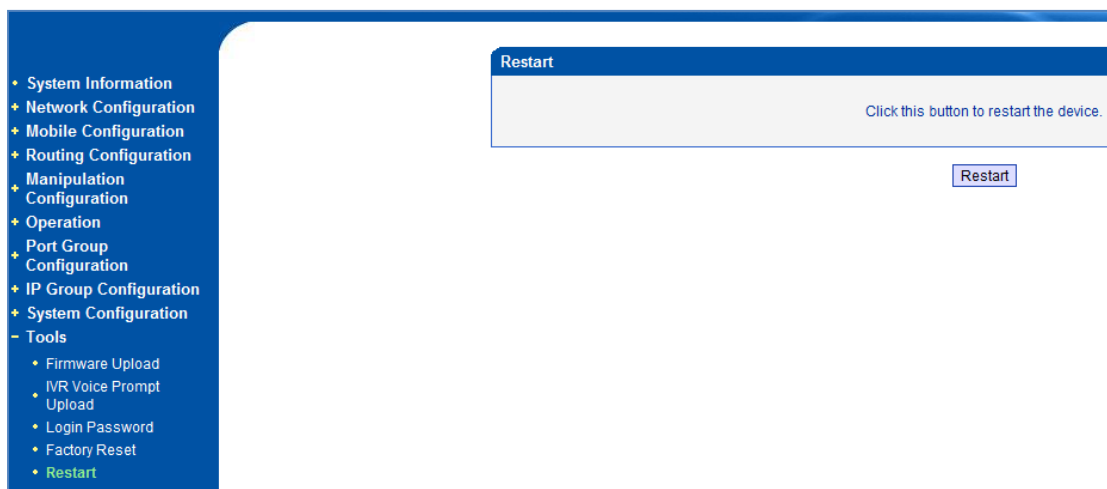 System Information
Network Configuration
Mobile Configuration
Routing Configuration
Manipulation
Configuration
Operation
Port Group
Configuration
IP Group Configuration
System Configuration
Tools
Firmware Upload
IVR Voice Prompt
Upload
Login Password
Factory Reset
Restart
Restart
Click this button to restart the device.
Restart